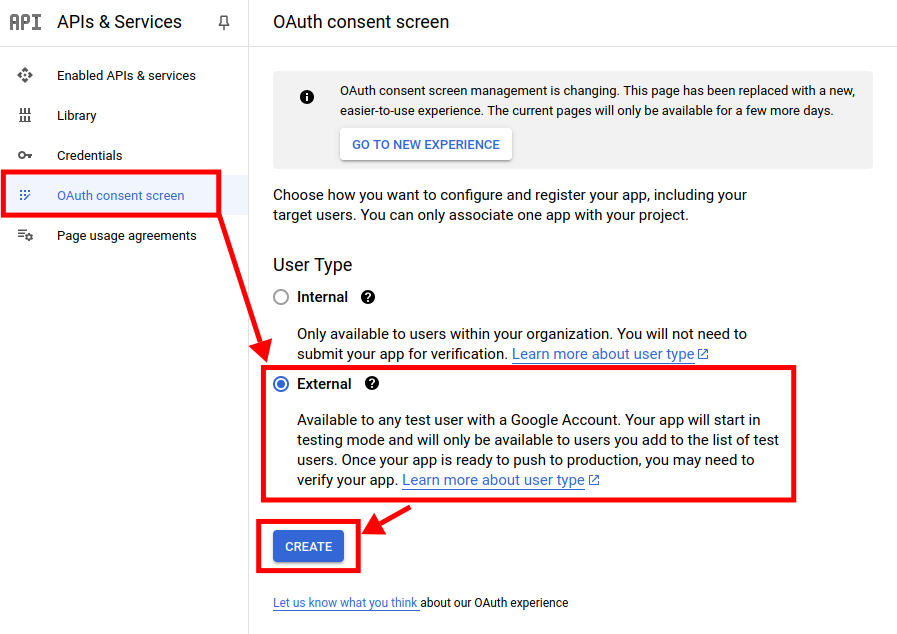 API APIs & Services
OAuth consent screen
Enabled APIs & services
Library
Credentials
OAuth consent screen
Page usage agreements
OAuth consent screen management is changing. This page has been replaced with a new,
easier-to-use experience. The current pages will only be available for a few more days.
GO TO NEW EXPERIENCE
Choose how you want to configure and register your app, including your
target users. You can only associate one app with your project.
User Type
Internal
Only available to users within your organization. You will not need to
submit your app for verification. Learn more about user type
External
Available to any test user with a Google Account. Your app will start in
testing mode and will only be available to users you add to the list of test
users. Once your app is ready to push to production, you may need to
verify your app. Learn more about user type
CREATE
Let us know what you think about our OAuth experience